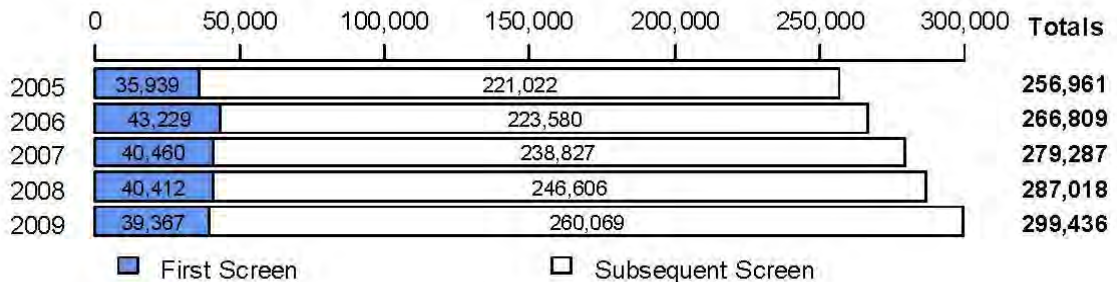 0 50,000 100,000 150,000 200,000 250,000 300,000 Totals
2005 35,939 221,022 256,961
2006 43,229 223,580 266,809
2007 40,460 238,827 279,287
2008 40,412 246,606 287,018
2009 39,367 260,069 299,436
First Screen Subsequent Screen